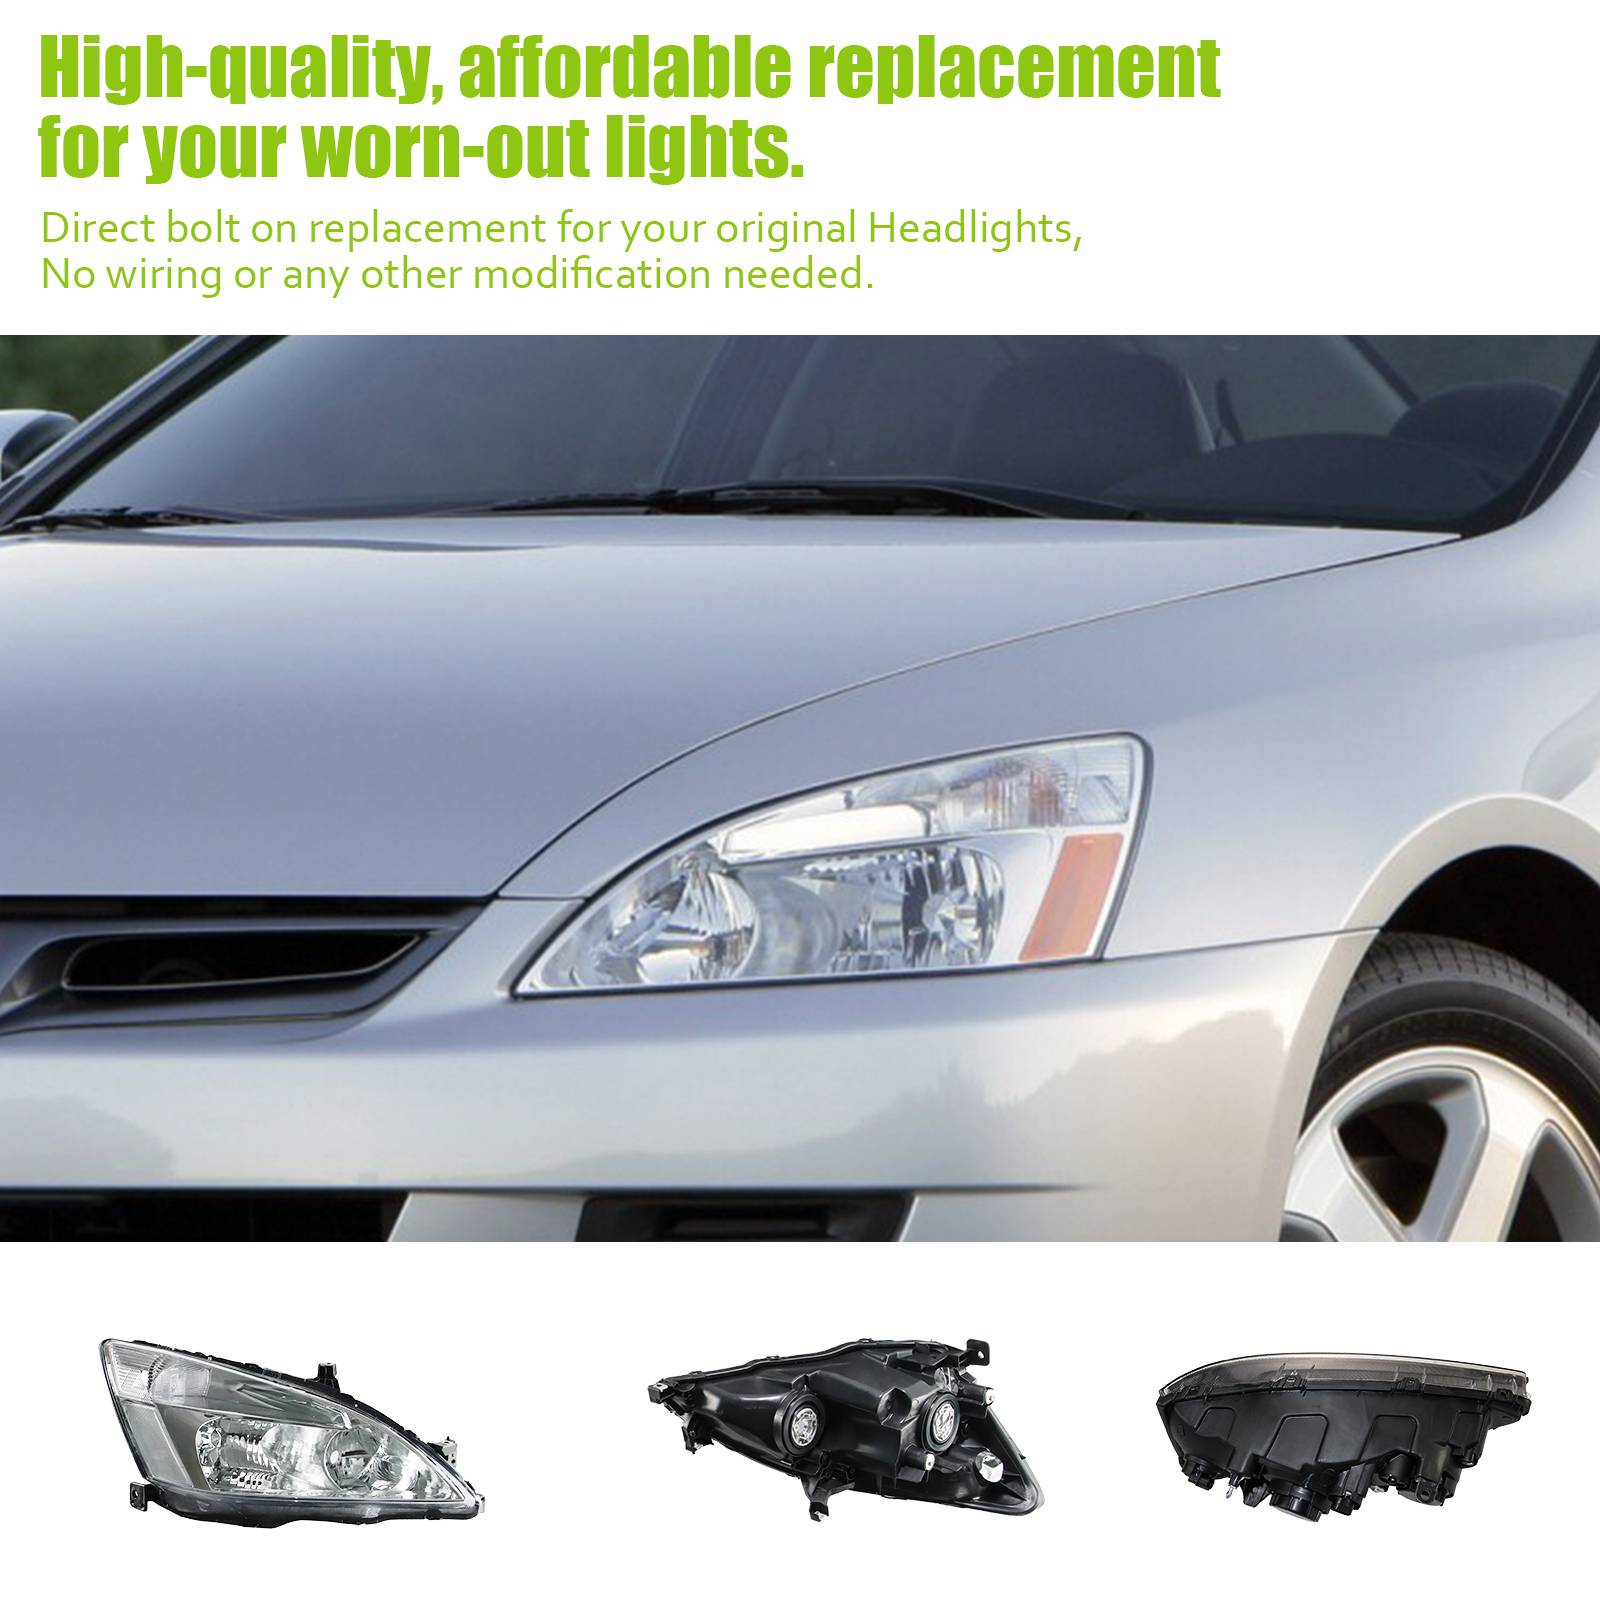 High-quality, affordable replacement
for your worn-out lights.
Direct bolt on replacement for your original Headlights,
No wiring or any other modification needed.